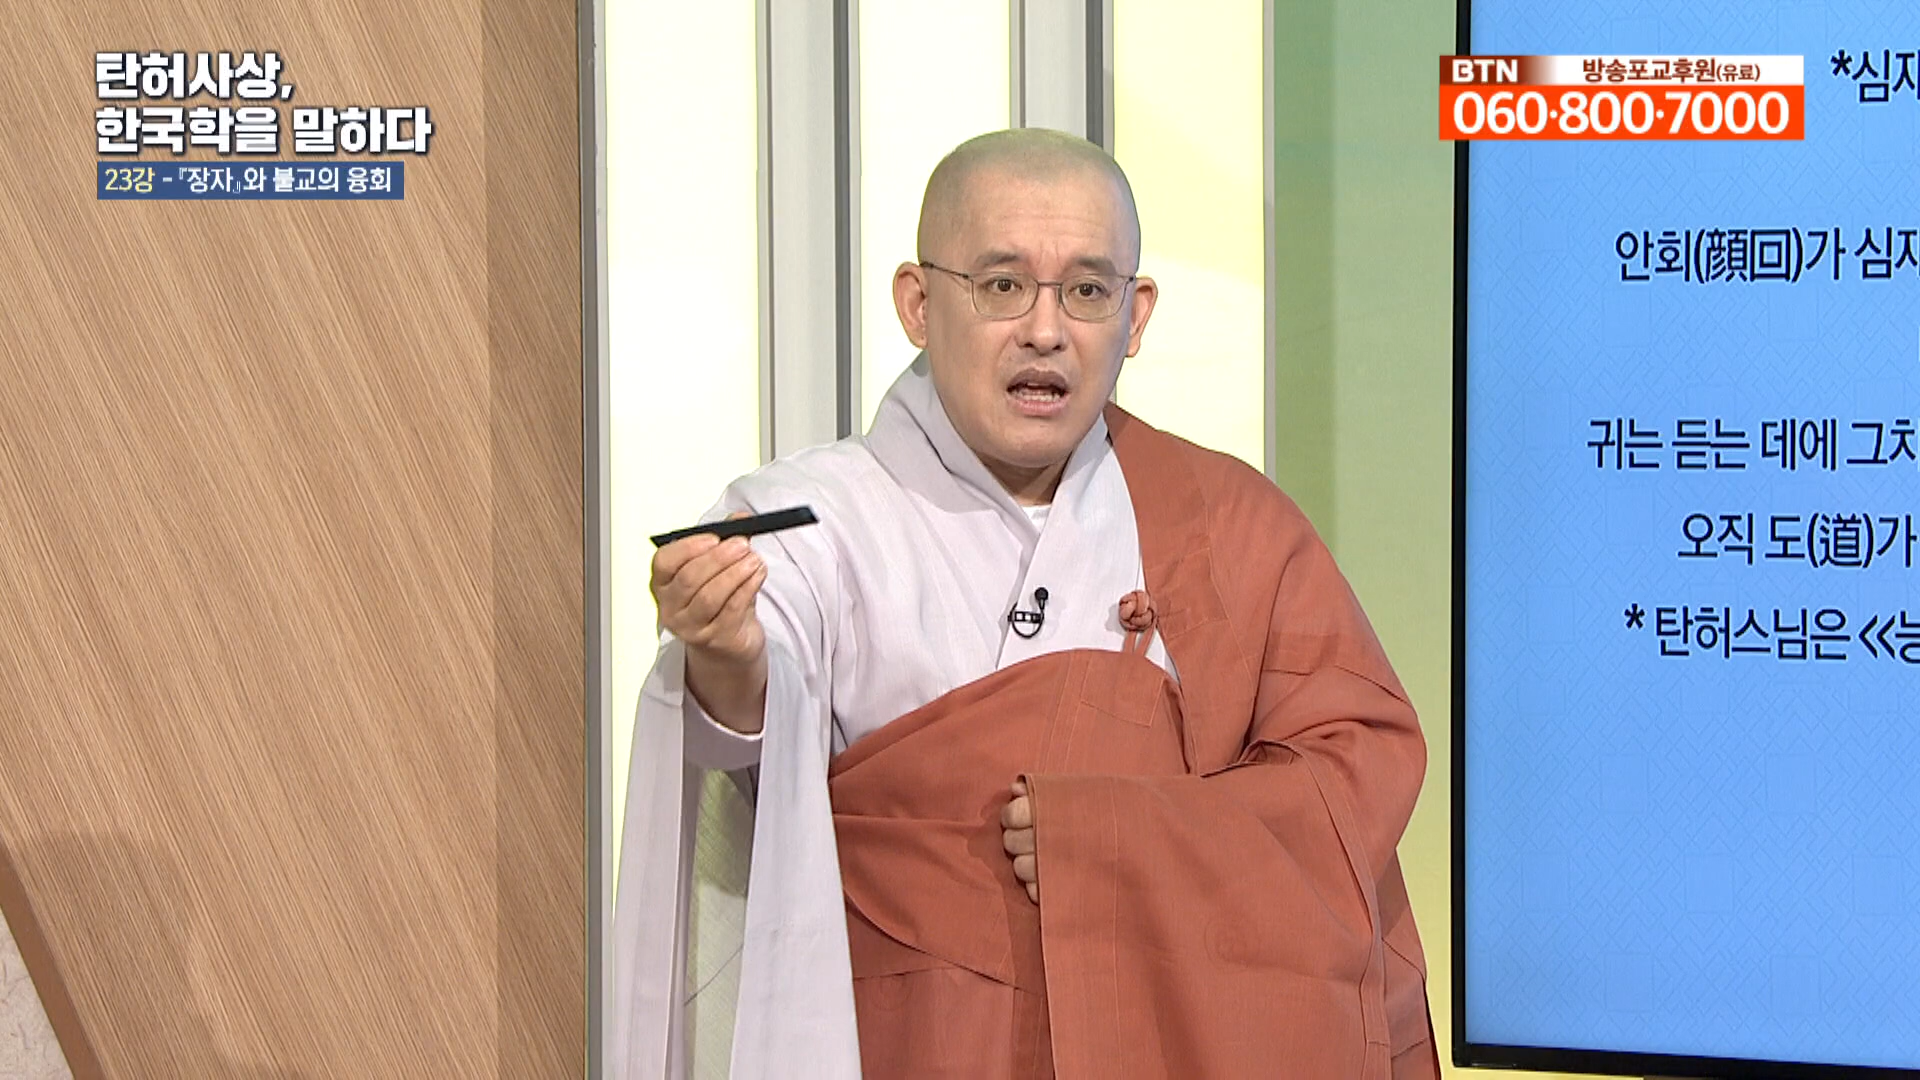 탄허사상,
한국학을 말하다
23강 - 『장자』와 불교의 융회
BTN 방송포교후원(유료)
060·800·7000
*심재
안회(顔回)가 심재
귀는 듣는 데에 그치
오직 도(道)가
* 탄허스님은 <<능